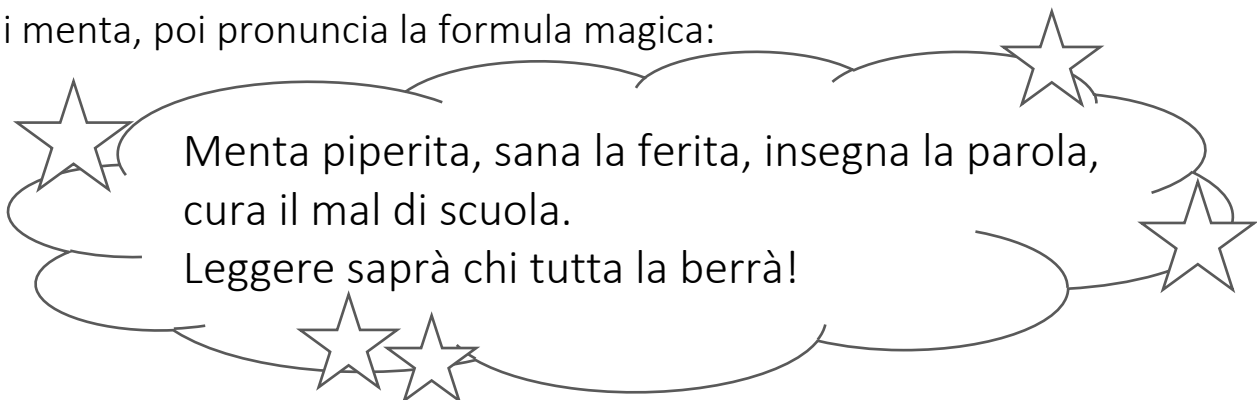 i menta, poi pronuncia la formula magica:
Menta piperita, sana la ferita, insegna la parola,
cura il mal di scuola.
Leggere saprà chi tutta la berrà!